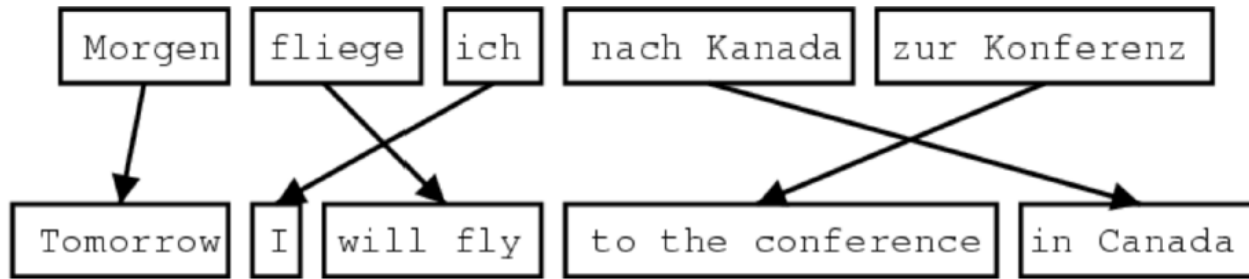 Morgen fliege ich nach Kanada zur Konferenz
Tomorrow I will fly to the conference in Canada